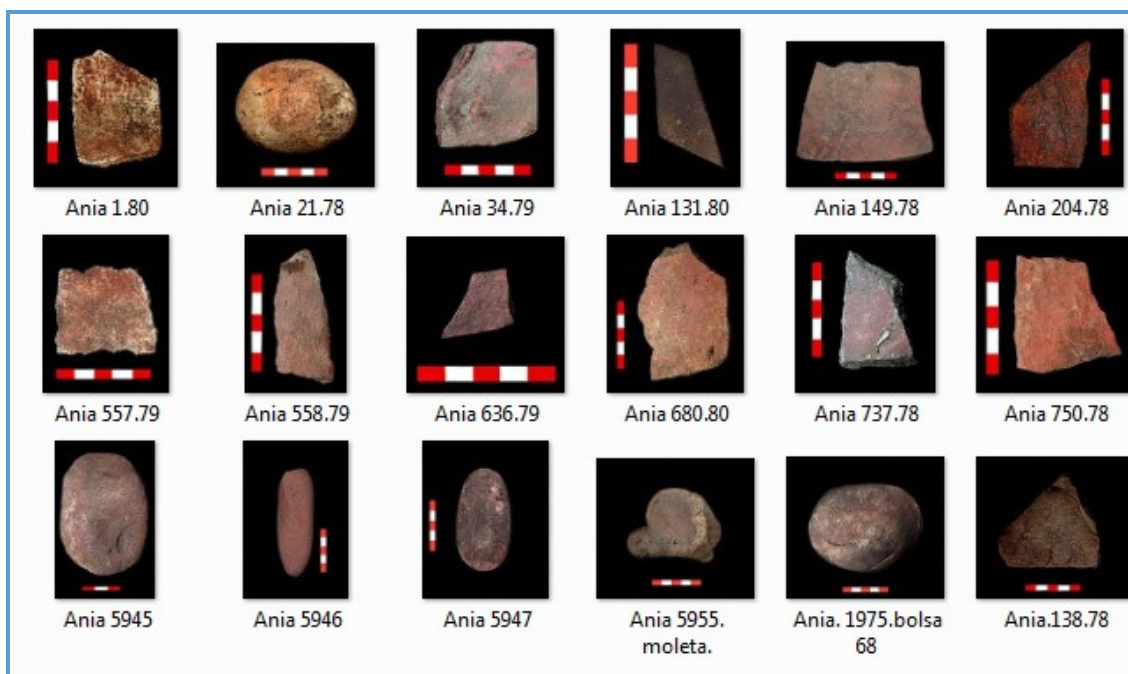 Ania 1.80
Ania 21.78
Ania 34.79
Ania 131.80
Ania 149.78
Ania 204.78
Ania 557.79
Ania 558.79
Ania 636.79
Ania 680.80
Ania 737.78
Ania 750.78
Ania 5945
Ania 5946
Ania 5947
Ania 5955.
moleta.
Ania. 1975.bolsa
68
Ania.138.78